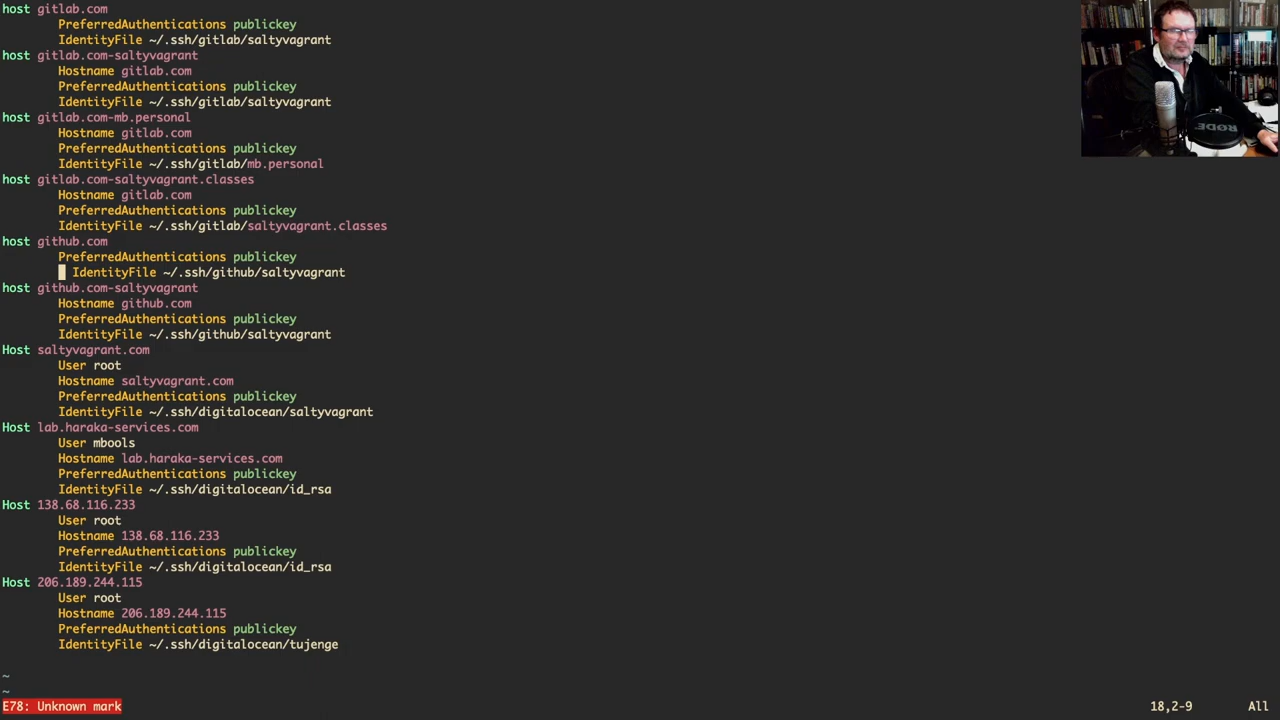 host gitlab.com
PreferredAuthentications publickey
IdentityFile ~/.ssh/gitlab/saltyvagrant
host gitlab.com-saltyvagrant
Hostname gitlab.com
PreferredAuthentications publickey
IdentityFile ~/.ssh/gitlab/saltyvagrant
host gitlab.com-mb.personal
Hostname gitlab.com
PreferredAuthentications publickey
IdentityFile ~/.ssh/gitlab/mb.personal
host gitlab.com-saltyvagrant.classes
Hostname gitlab.com
PreferredAuthentications publickey
IdentityFile ~/.ssh/gitlab/saltyvagrant.classes
host github.com
PreferredAuthentications publickey
IdentityFile ~/.ssh/github/saltyvagrant
host github.com-saltyvagrant
Hostname github.com
PreferredAuthentications publickey
IdentityFile ~/.ssh/github/saltyvagrant
Host saltyvagrant.com
User root
Hostname saltyvagrant.com
PreferredAuthentications publickey
IdentityFile ~/.ssh/digitalocean/saltyvagrant
Host lab.haraka-services.com
User mbools
Hostname lab.haraka-services.com
PreferredAuthentications publickey
IdentityFile ~/.ssh/digitalocean/id_rsa
Host 138.68.116.233
User root
Hostname 138.68.116.233
PreferredAuthentications publickey
IdentityFile ~/.ssh/digitalocean/id_rsa
Host 206.189.244.115
User root
Hostname 206.189.244.115
PreferredAuthentications publickey
IdentityFile ~/.ssh/digitalocean/tujenge
~
~
E78: Unknown mark 18,2-9 All
RODE